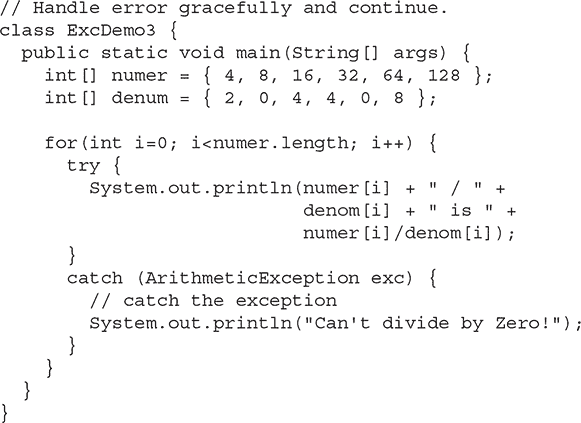 // Handle error gracefully and continue.
class ExcDemo3 {
  public static void main(String[] args) {
    int[] numer = { 4, 8, 16, 32, 64, 128 };
    int[] denum = { 2, 0, 4, 4, 0, 8 };

    for(int i=0; i<numer.length; i++) {
      try {
        System.out.println(numer[i] + " / " +
                           denom[i] + " is " +
                           numer[i]/denom[i]);
      }
      catch (ArithmeticException exc) {
        // catch the exception
        System.out.println("Can't divide by Zero!");
      }
    }
  }
}